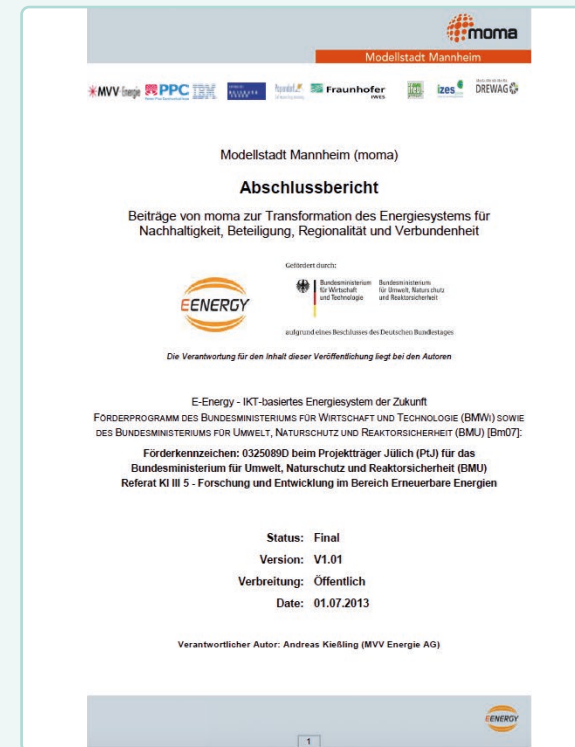 moma
Modellstadt Mannheim
MVV Energie PPC IBM Fraunhofer IWES ifeu izes DREWAG
Modellstadt Mannheim (moma)
Abschlussbericht
Beiträge von moma zur Transformation des Energiesystems für
Nachhaltigkeit, Beteiligung, Regionalität und Verbundenheit
EENERGY
Gefördert durch:
Bundesministerium
für Wirtschaft
und Technologie
Bundesministerium
für Umwelt, Naturschutz
und Reaktorsicherheit
aufgrund eines Beschlusses des Deutschen Bundestages
Die Verantwortung für den Inhalt dieser Veröffentlichung liegt bei den Autoren
E-Energy - IKT-basiertes Energiesystem der Zukunft
FÖRDERPROGRAMM DES BUNDESMINISTERIUMS FÜR WIRTSCHAFT UND TECHNOLOGIE (BMWI) SOWIE
DES BUNDESMINISTERIUMS FÜR UMWELT, NATURSCHUTZ UND REAKTORSICHERHEIT (BMU) [Bm07]:
Förderkennzeichen: 0325089D beim Projektträger Jülich (PtJ) für das
Bundesministerium für Umwelt, Naturschutz und Reaktorsicherheit (BMU)
Referat KI III 5 - Forschung und Entwicklung im Bereich Erneuerbare Energien
Status: Final
Version: V1.01
Verbreitung: Öffentlich
Date: 01.07.2013
Verantwortlicher Autor: Andreas Kießling (MVV Energie AG)
EENERGY
1